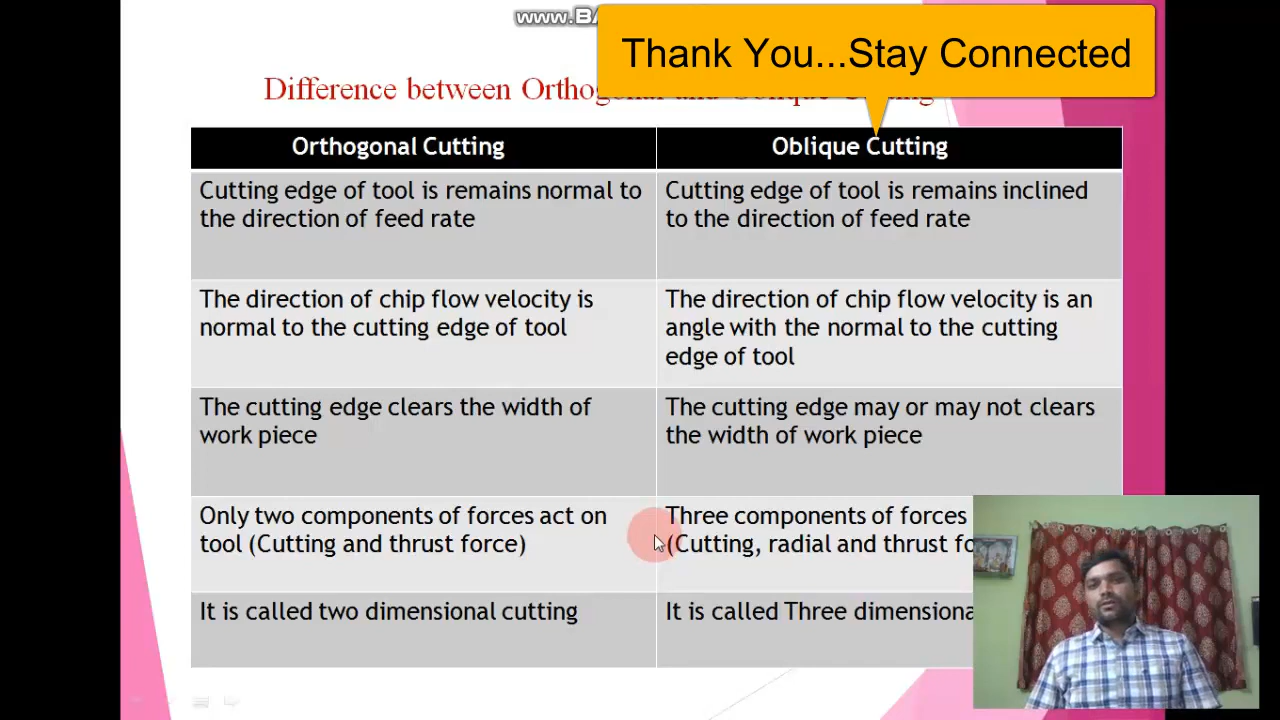 www.BA
Thank You...Stay Connected
Difference between Orthogonal and Oblique Cutting
Orthogonal Cutting
Oblique Cutting
Cutting edge of tool is remains normal to
the direction of feed rate
Cutting edge of tool is remains inclined
to the direction of feed rate
The direction of chip flow velocity is
normal to the cutting edge of tool
The direction of chip flow velocity is an
angle with the normal to the cutting
edge of tool
The cutting edge clears the width of
work piece
The cutting edge may or may not clears
the width of work piece
Only two components of forces act on
tool (Cutting and thrust force)
Three components of forces
(Cutting, radial and thrust fo
It is called two dimensional cutting
It is called Three dimensiona